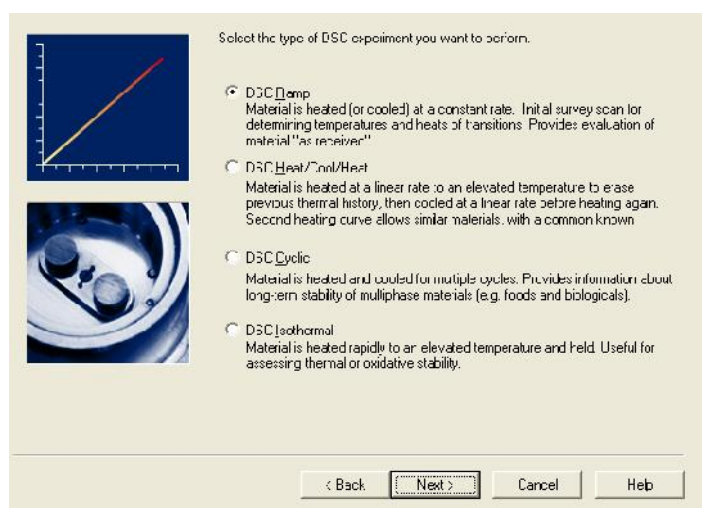 Select the type of DSC experiment you want to perform.
DSC Ramp
Material is heated (or cooled) at a constant rate. Initial survey scan for
determining temperatures and heats of transitions. Provides evaluation of
material "as received"
DSC Heat/Cool/Heat
Material is heated at a linear rate to an elevated temperature to erase
previous thermal history, then cooled at a linear rate before heating again.
Second heating curve allows similar materials, with a common known
DSC Cyclic
Material is heated and cooled for multiple cycles. Provides information about
long-term stability of multiphase materials (e.g. foods and biologicals).
DSC Isothermal
Material is heated rapidly to an elevated temperature and held. Useful for
assessing thermal or oxidative stability.
< Back
Next >
Cancel
Help